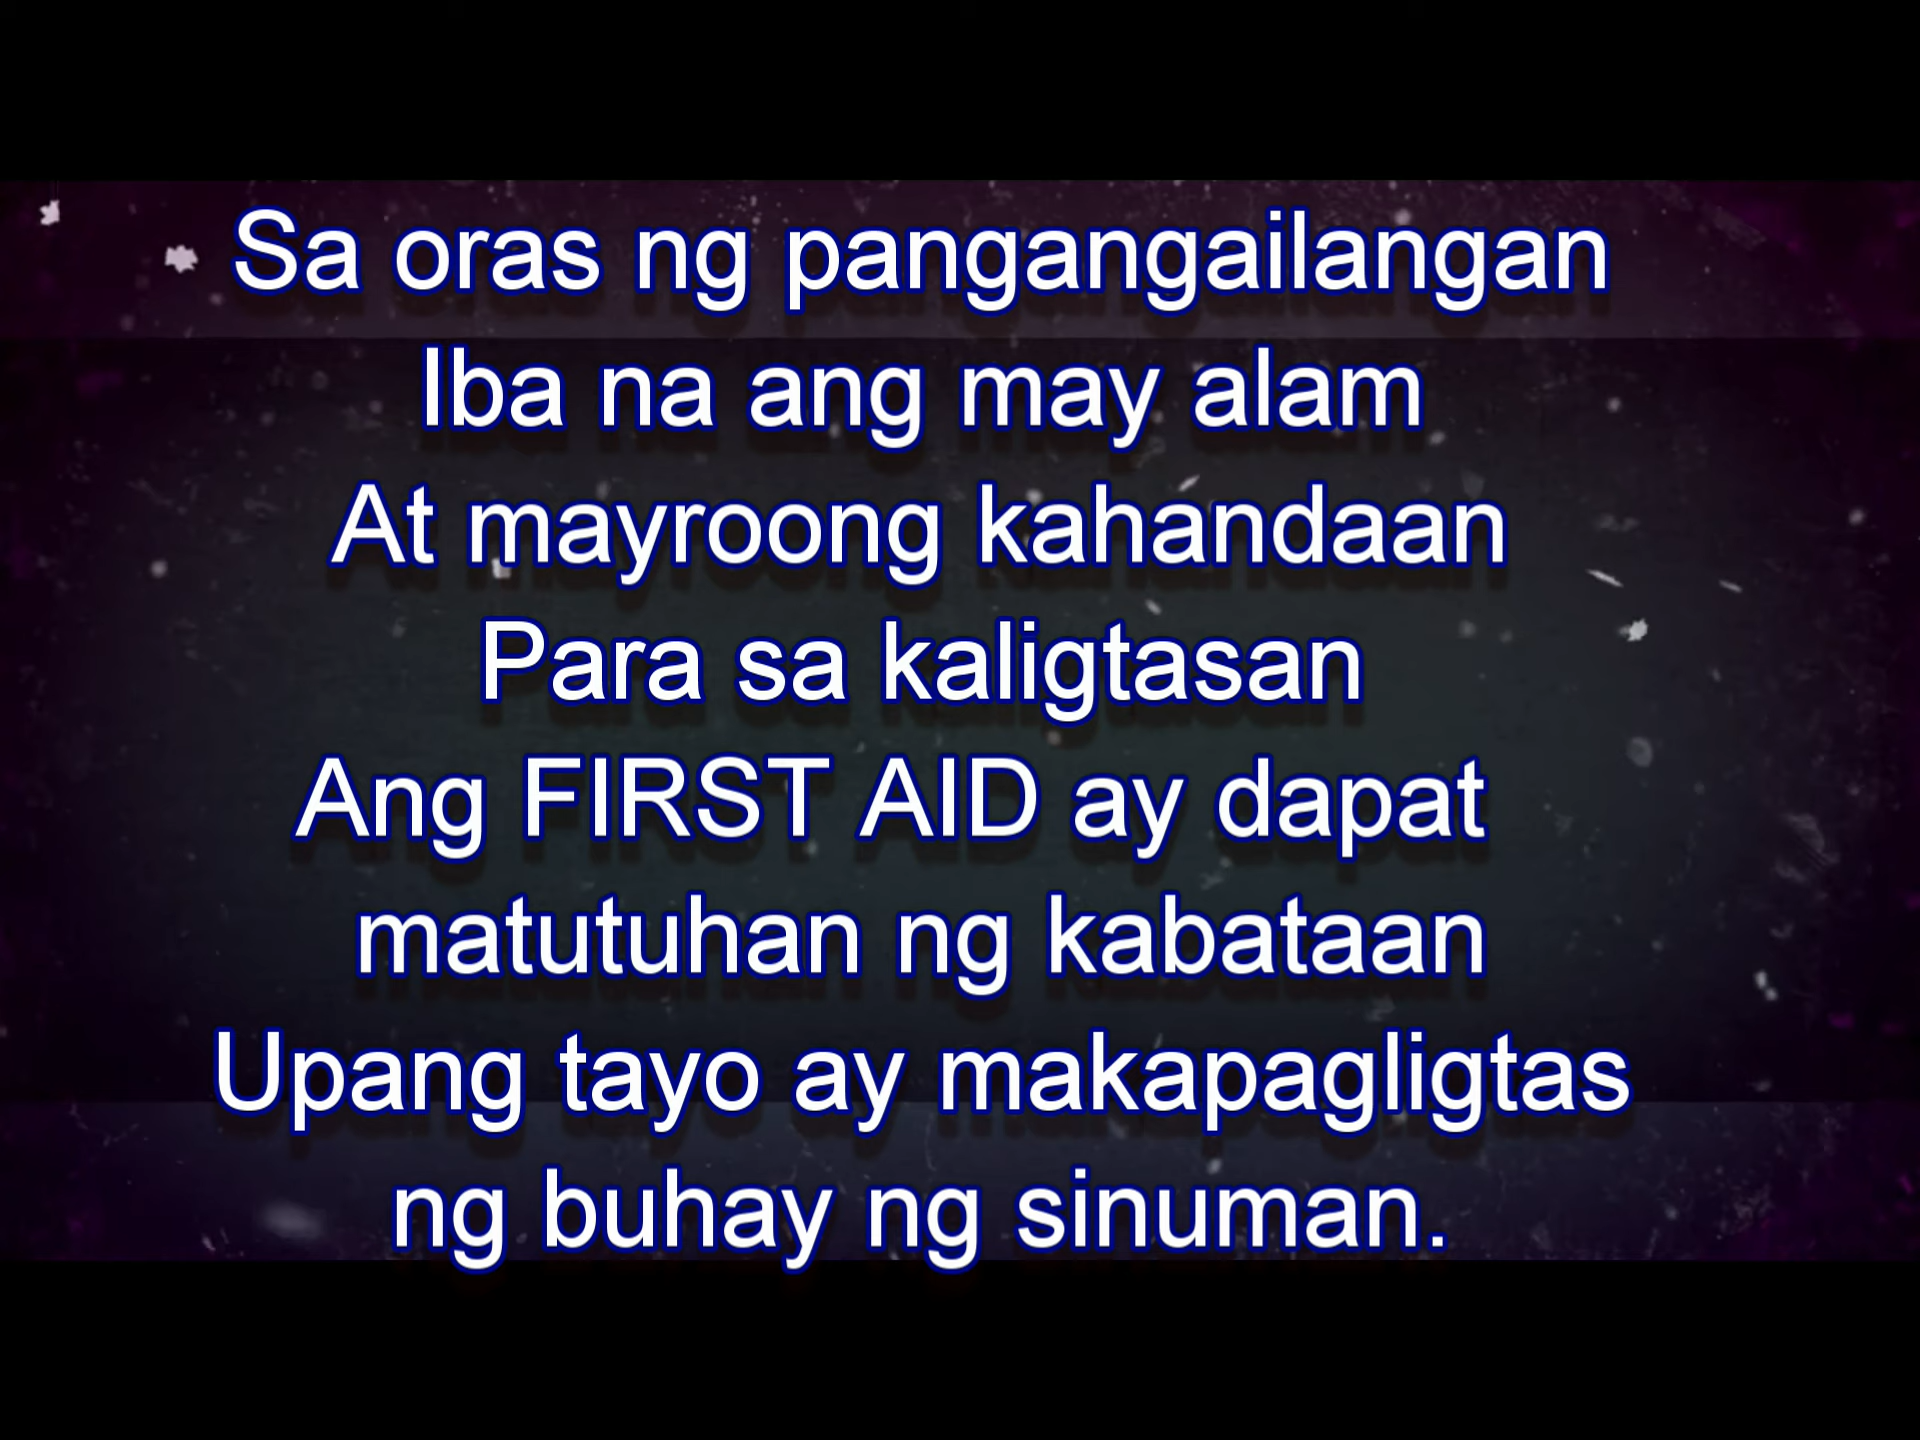 Sa oras ng pangangailangan
Iba na ang may alam
At mayroong kahandaan
Para sa kaligtasan
Ang FIRST AID ay dapat
matutuhan ng kabataan
Upang tayo ay makapagligtas
ng buhay ng sinuman.